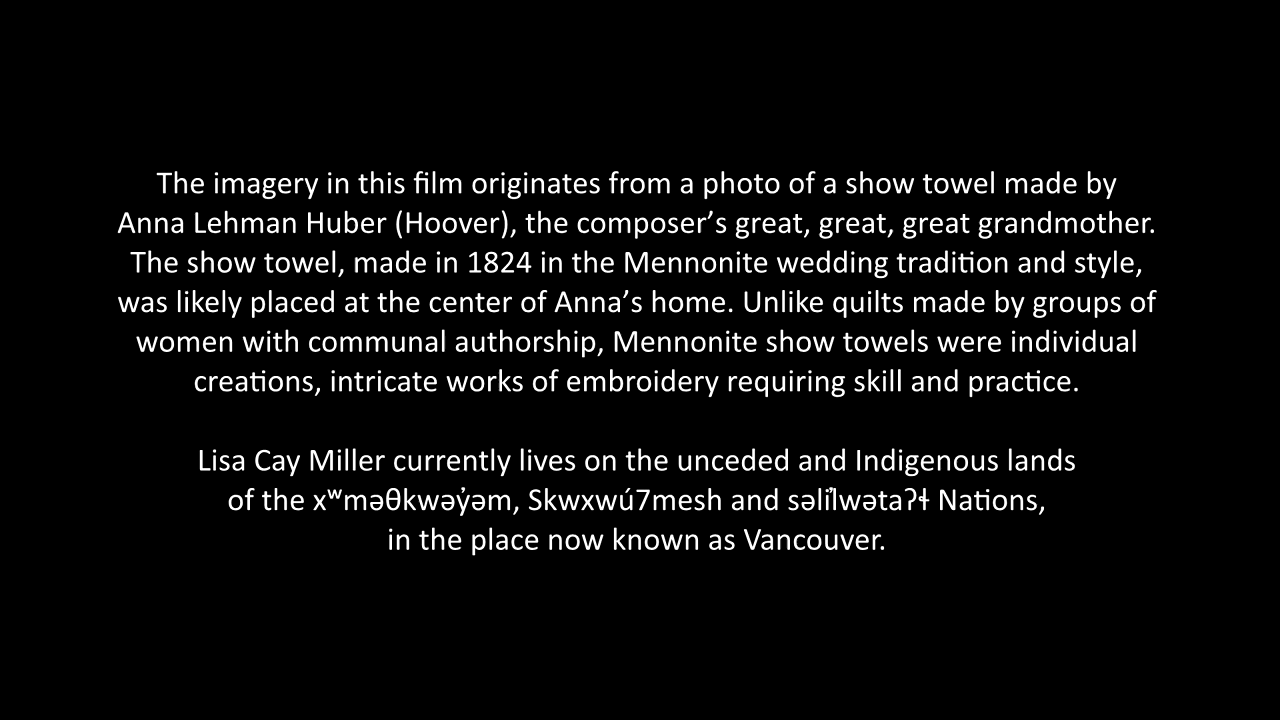 The imagery in this film originates from a photo of a show towel made by
Anna Lehman Huber (Hoover), the composer’s great, great, great grandmother.
The show towel, made in 1824 in the Mennonite wedding tradition and style,
was likely placed at the center of Anna’s home. Unlike quilts made by groups of
women with communal authorship, Mennonite show towels were individual
creations, intricate works of embroidery requiring skill and practice.
Lisa Cay Miller currently lives on the unceded and Indigenous lands
of the xʷməθkwəy̓əm, Skwxwú7mesh and səli̓lwətaʔɬ Nations,
in the place now known as Vancouver.